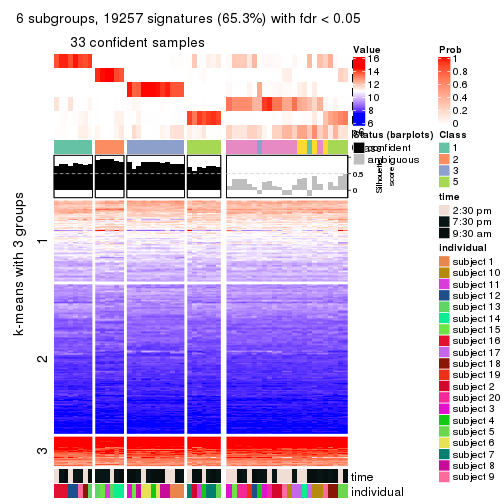 6 subgroups, 19257 signatures (65.3%) with fdr < 0.05
33 confident samples
k-means with 3 groups
1
2
3
Value
16
14
12
10
8
6
Status (barplots)
confident
ambiguous
1
0.5
0
Silhouette
score
time
individual
Prob
1
0.8
0.6
0.4
0.2
0
Class
1
2
3
5
time
2:30 pm
7:30 pm
9:30 am
individual
subject 1
subject 10
subject 11
subject 12
subject 13
subject 14
subject 15
subject 16
subject 17
subject 18
subject 19
subject 2
subject 20
subject 3
subject 4
subject 5
subject 6
subject 7
subject 8
subject 9